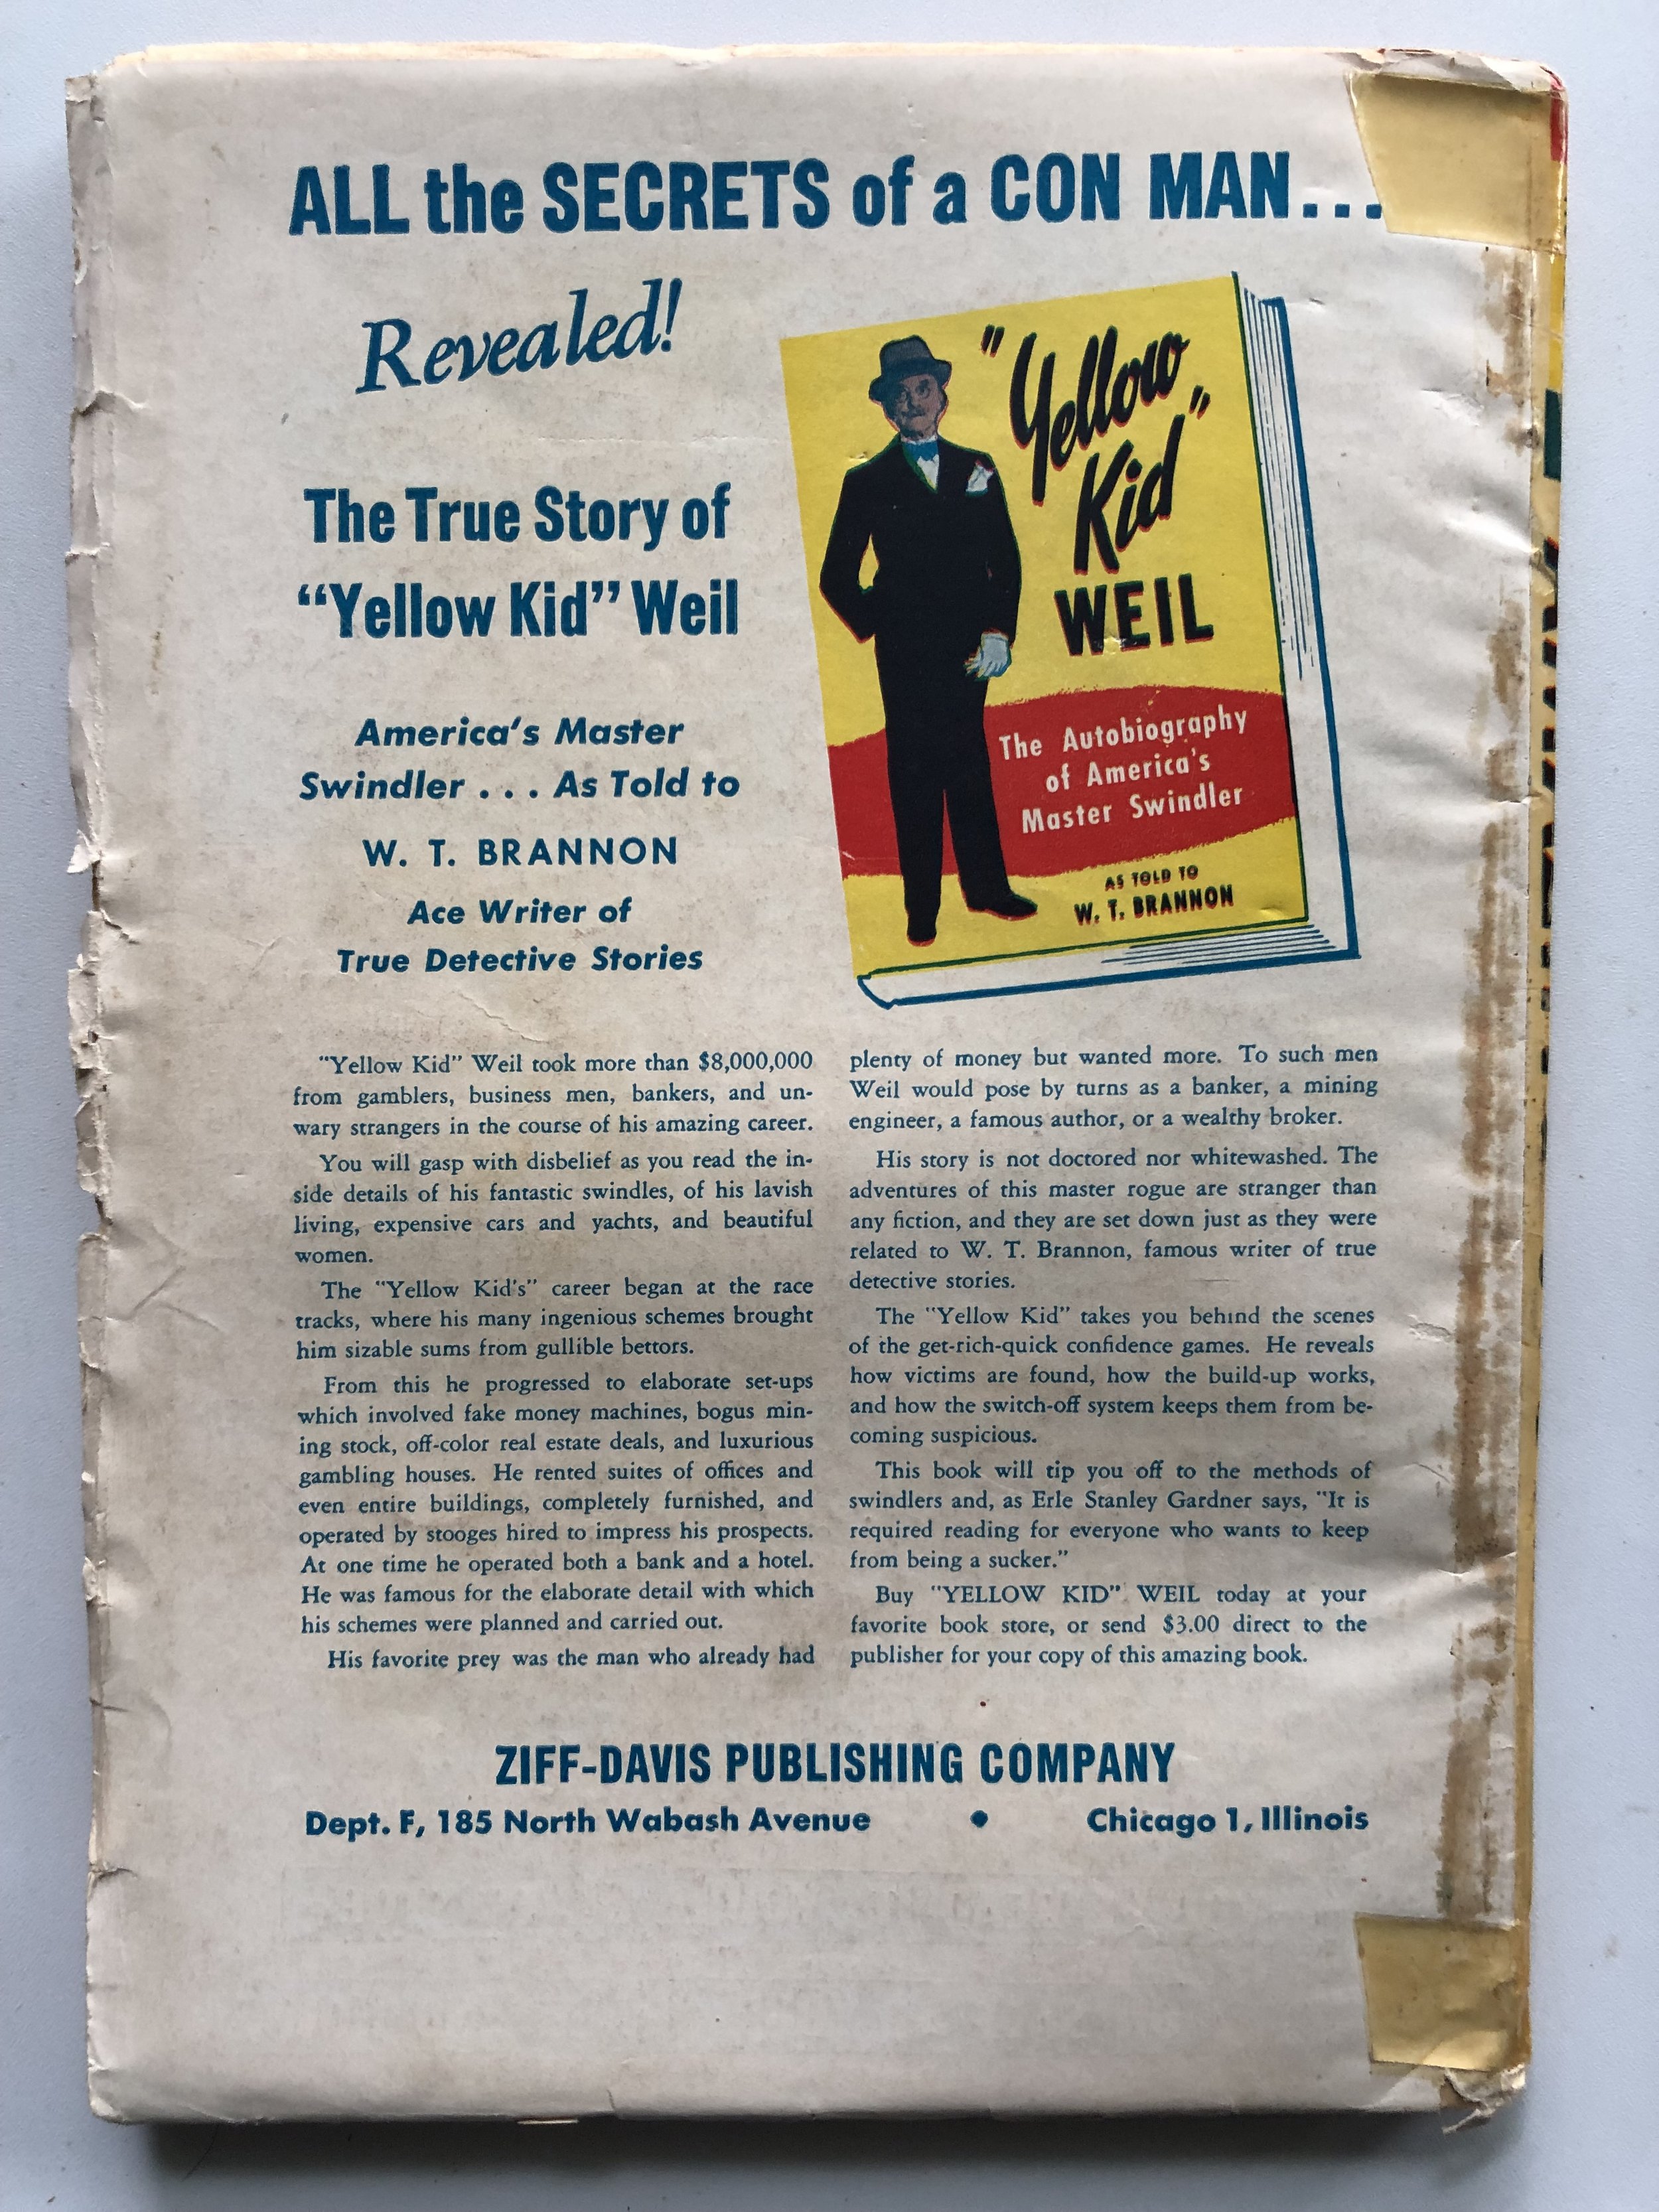 ALL the SECRETS of a CON MAN...
Revealed!
The True Story of
“Yellow Kid” Weil
America's Master
Swindler . . . As Told to
W. T. BRANNON
Ace Writer of
True Detective Stories
"Yellow
Kid"
WEIL
The Autobiography
of America's
Master Swindler
AS TOLD TO
W. T. BRANNON
"Yellow Kid" Weil took more than $8,000,000
from gamblers, business men, bankers, and un-
wary strangers in the course of his amazing career.
You will gasp with disbelief as you read the in-
side details of his fantastic swindles, of his lavish
living, expensive cars and yachts, and beautiful
women.
The "Yellow Kid's" career began at the race
tracks, where his many ingenious schemes brought
him sizable sums from gullible bettors.
From this he progressed to elaborate set-ups
which involved fake money machines, bogus min-
ing stock, off-color real estate deals, and luxurious
gambling houses. He rented suites of offices and
even entire buildings, completely furnished, and
operated by stooges hired to impress his prospects.
At one time he operated both a bank and a hotel.
He was famous for the elaborate detail with which
his schemes were planned and carried out.
His favorite prey was the man who already had
plenty of money but wanted more. To such men
Weil would pose by turns as a banker, a mining
engineer, a famous author, or a wealthy broker.
His story is not doctored nor whitewashed. The
adventures of this master rogue are stranger than
any fiction, and they are set down just as they were
related to W. T. Brannon, famous writer of true
detective stories.
The "Yellow Kid" takes you behind the scenes
of the get-rich-quick confidence games. He reveals
how victims are found, how the build-up works,
and how the switch-off system keeps them from be-
coming suspicious.
This book will tip you off to the methods of
swindlers and, as Erle Stanley Gardner says, "It is
required reading for everyone who wants to keep
from being a sucker."
Buy "YELLOW KID" WEIL today at your
favorite book store, or send $3.00 direct to the
publisher for your copy of this amazing book.
ZIFF-DAVIS PUBLISHING COMPANY
Dept. F, 185 North Wabash Avenue • Chicago 1, Illinois